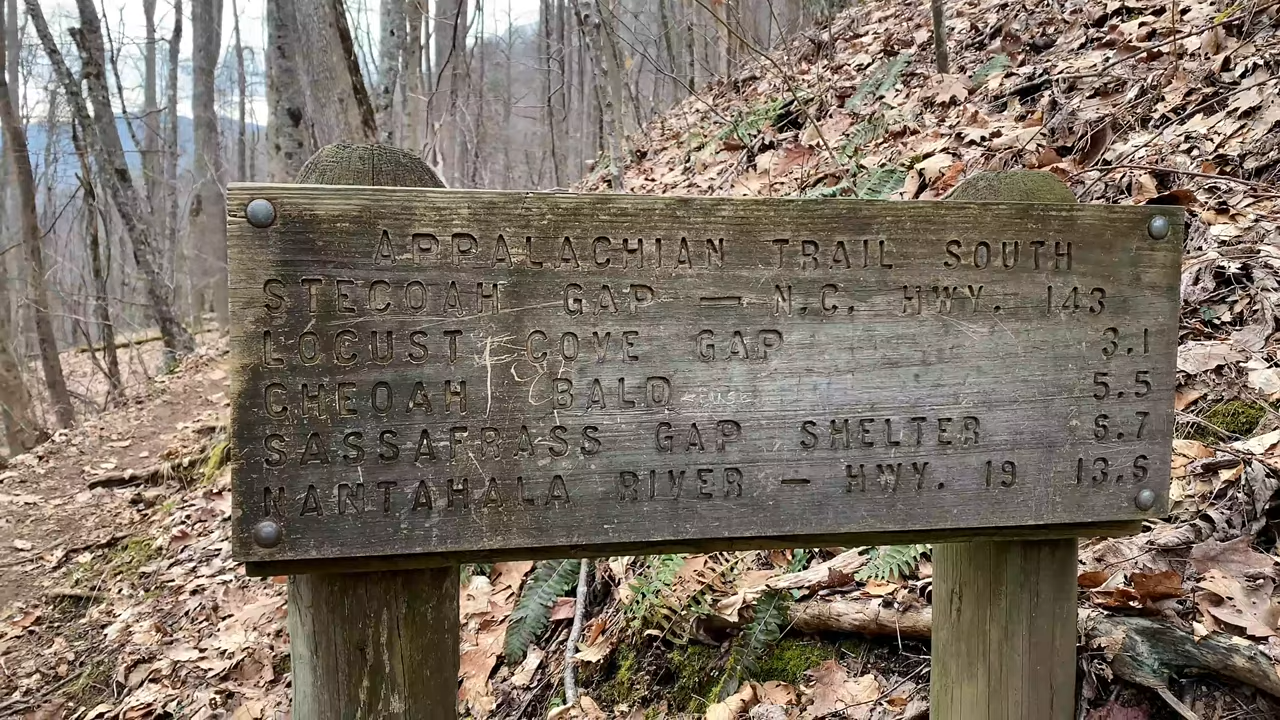 APPALACHIAN TRAIL SOUTH
STECOAH GAP — N.C. HWY. 143
LOCUST COVE GAP 3.1
CHEOAH BALD 5.5
SASSAFRASS GAP SHELTER 6.7
NANTAHALA RIVER — HWY. 19 13.6